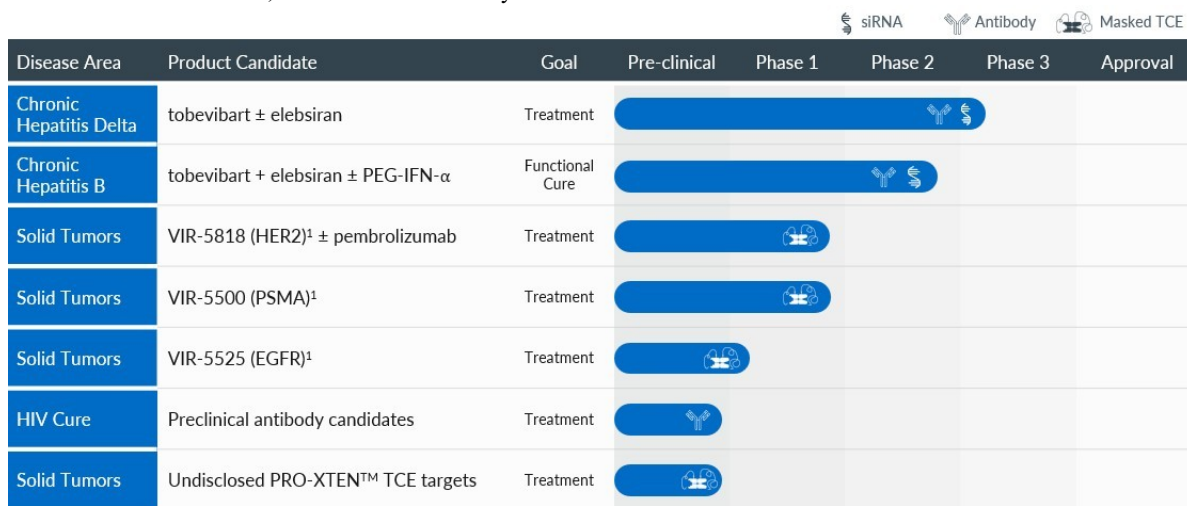 siRNA Antibody Masked TCE
Disease Area Product Candidate Goal Pre-clinical Phase 1 Phase 2 Phase 3 Approval
Chronic
Hepatitis Delta
tobevibart ± elebsiran
Treatment
Chronic
Hepatitis B
tobevibart + elebsiran ± PEG-IFN-α
Functional
Cure
Solid Tumors VIR-5818 (HER2)¹ ± pembrolizumab Treatment
Solid Tumors VIR-5500 (PSMA)¹ Treatment
Solid Tumors VIR-5525 (EGFR)¹ Treatment
HIV Cure Preclinical antibody candidates Treatment
Solid Tumors Undisclosed PRO-XTEN™ TCE targets Treatment